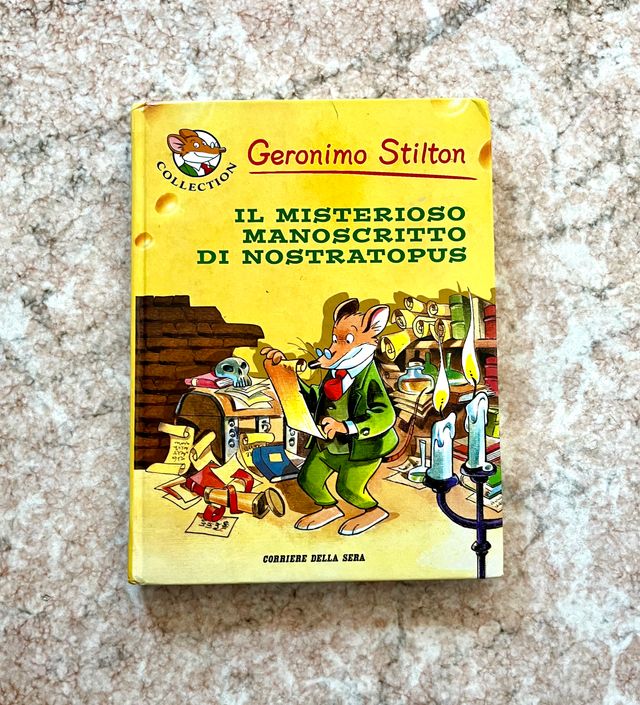 COLLECTION
Geronimo Stilton
IL MISTERIOSO
MANOSCRITTO
DI NOSTRATOPUS
CORRIERE DELLA SERA